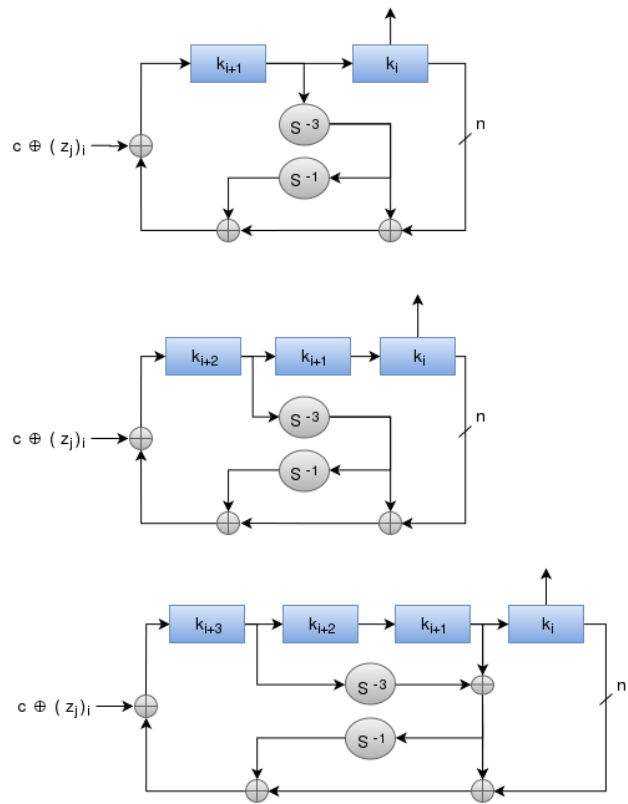 kᵢ₊₁
kᵢ
S⁻³
n
c ⊕ ( zⱼ)ᵢ
S⁻¹
kᵢ₊₂
kᵢ₊₁
kᵢ
S⁻³
n
c ⊕ ( zⱼ)ᵢ
S⁻¹
kᵢ₊₃
kᵢ₊₂
kᵢ₊₁
kᵢ
S⁻³
n
c ⊕ ( zⱼ)ᵢ
S⁻¹